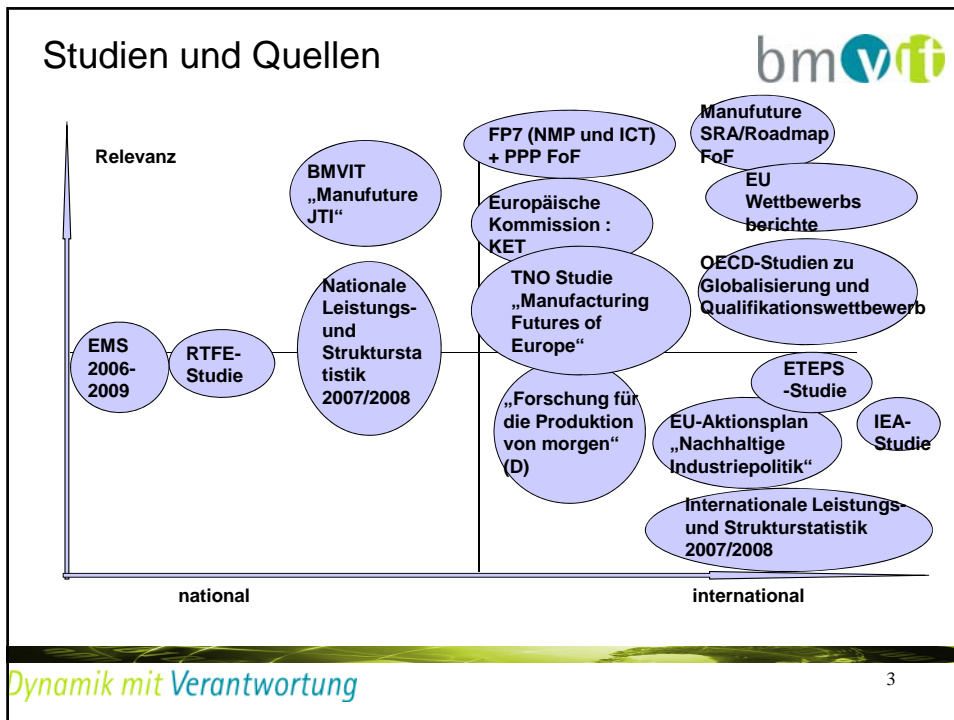 Studien und Quellen
bmvit
Relevanz
BMVIT
„Manufuture
JTI“
FP7 (NMP und ICT)
+ PPP FoF
Manufuture
SRA/Roadmap
FoF
EU
Wettbewerbs
berichte
Europäische
Kommission :
KET
OECD-Studien zu
Globalisierung und
Qualifikationswettbewerb
TNO Studie
„Manufacturing
Futures of
Europe“
Nationale
Leistungs-
und
Struktursta
tistik
2007/2008
EMS
2006-
2009
RTFE-
Studie
ETEPS
-Studie
„Forschung für
die Produktion
von morgen“
(D)
EU-Aktionsplan
„Nachhaltige
Industriepolitik“
IEA-
Studie
Internationale Leistungs-
und Strukturstatistik
2007/2008
national
international
Dynamik mit Verantwortung
3